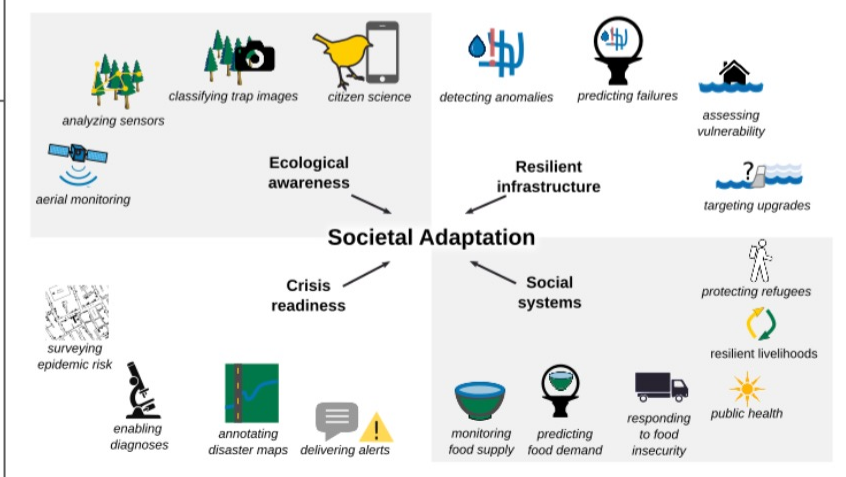 analyzing sensors
classifying trap images
citizen science
aerial monitoring
Ecological
awareness
detecting anomalies
predicting failures
assessing
vulnerability
?
targeting upgrades
Resilient
infrastructure
Societal Adaptation
Crisis
readiness
surveying
epidemic risk
enabling
diagnoses
annotating
disaster maps
!
delivering alerts
Social
systems
protecting refugees
resilient livelihoods
public health
monitoring
food supply
predicting
food demand
responding
to food
insecurity